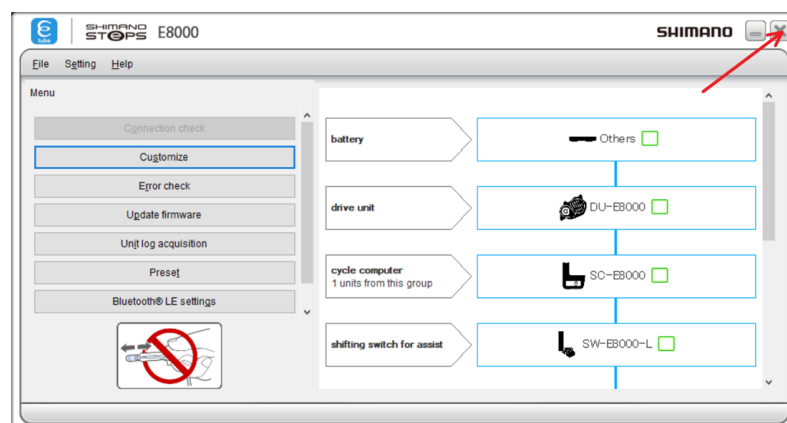 e
tube
SHIMANO
STEPS E8000
SHIMANO
File Setting Help
Menu
Connection check
Customize
Error check
Update firmware
Unit log acquisition
Preset
Bluetooth® LE settings
battery
Others
drive unit
DU-E8000
cycle computer
1 units from this group
SC-E8000
shifting switch for assist
SW-E8000-L